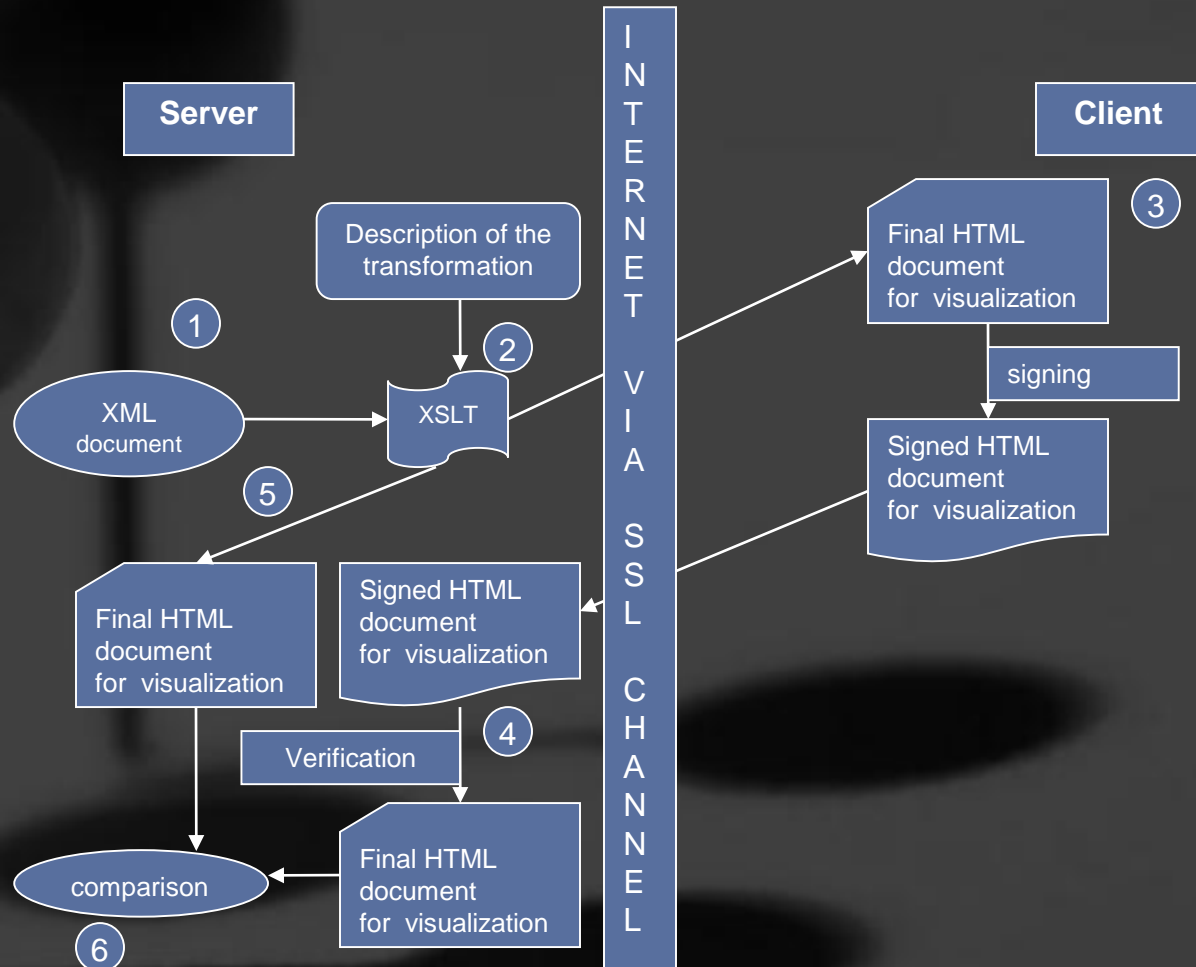 Server
INTERNET VIA SSL CHANNEL
Client
3
Description of the
transformation
Final HTML
document
for visualization
1
2
signing
XML
document
XSLT
Signed HTML
document
for visualization
5
Final HTML
document
for visualization
Signed HTML
document
for visualization
4
Verification
Final HTML
document
for visualization
comparison
6